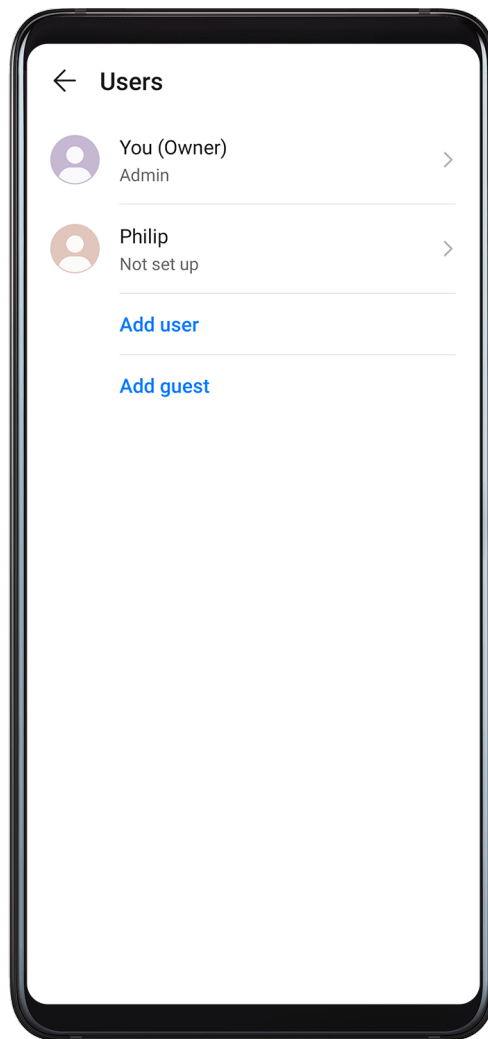 Users
You (Owner)
Admin
Philip
Not set up
Add user
Add guest